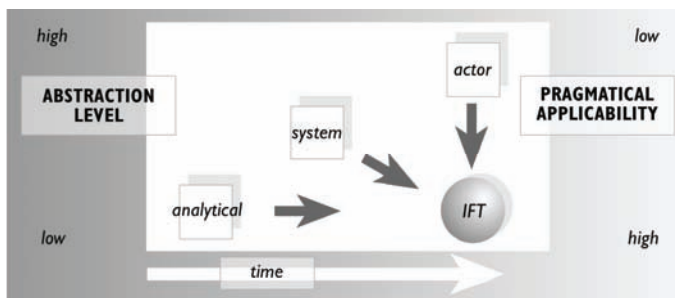 high
low
actor
ABSTRACTION
LEVEL
PRAGMATICAL
APPLICABILITY
system
analytical
IFT
low
high
time